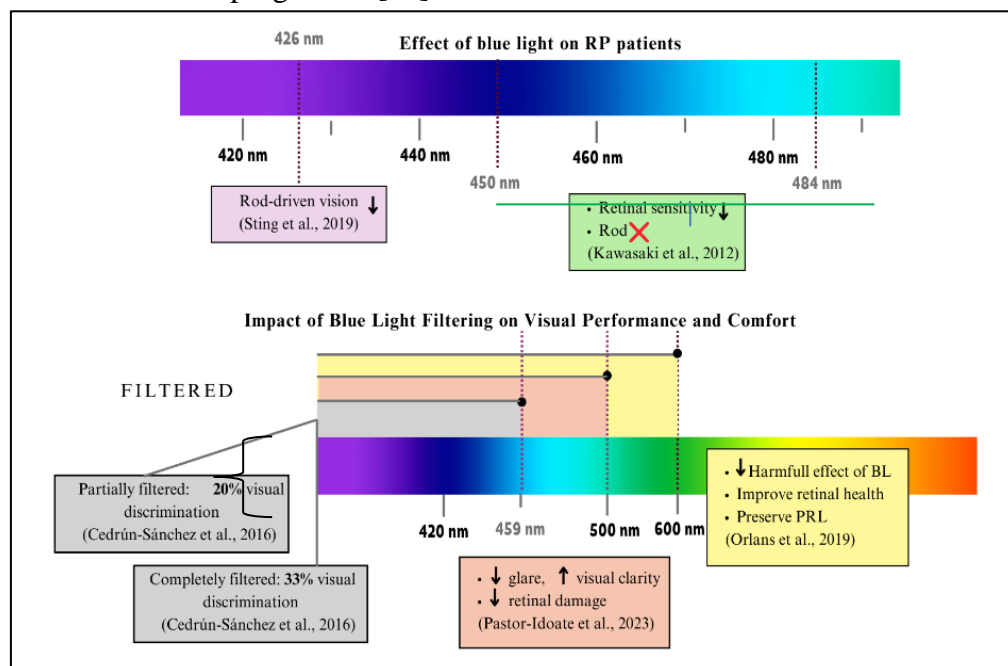 426 nm
Effect of blue light on RP patients
420 nm
440 nm
460 nm
480 nm
450 nm
484 nm
Rod-driven vision ↓
(Sting et al., 2019)
• Retinal sensitivity ↓
• Rod ❌
(Kawasaki et al., 2012)
Impact of Blue Light Filtering on Visual Performance and Comfort
FILTERED
Partially filtered: 20% visual
discrimination
(Cedrún-Sánchez et al., 2016)
Completely filtered: 33% visual
discrimination
(Cedrún-Sánchez et al., 2016)
420 nm
459 nm
500 nm
600 nm
• ↓ glare, ↑ visual clarity
• ↓ retinal damage
(Pastor-Idoate et al., 2023)
• ↓ Harmfull effect of BL
• Improve retinal health
• Preserve PRL
(Orlans et al., 2019)